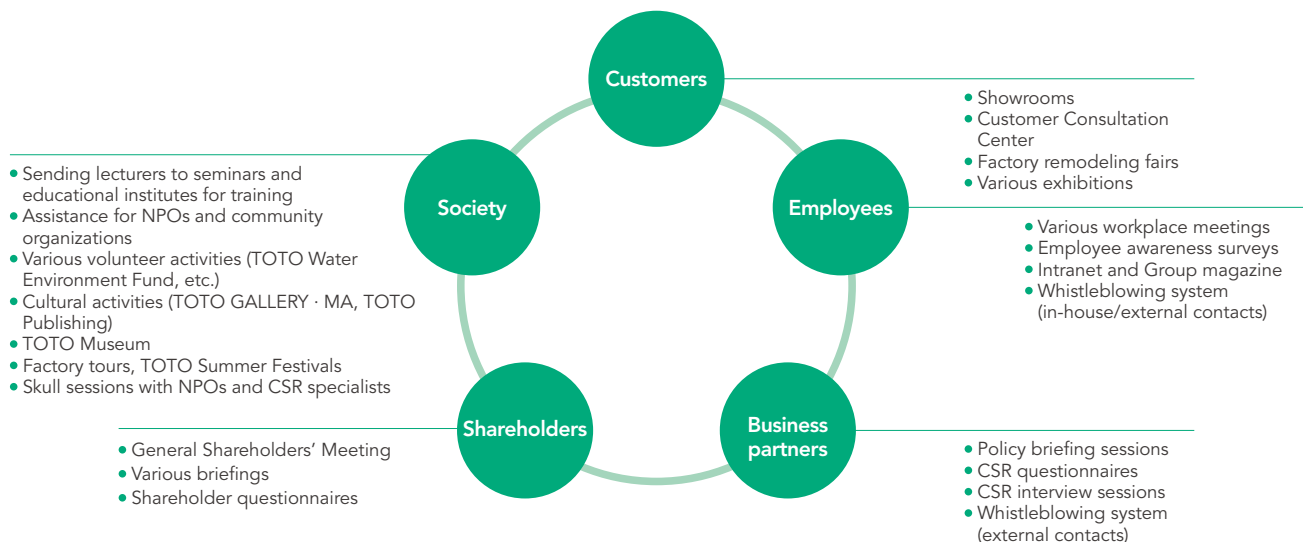 Customers
• Showrooms
• Customer Consultation
Center
• Factory remodeling fairs
• Various exhibitions
Employees
• Various workplace meetings
• Employee awareness surveys
• Intranet and Group magazine
• Whistleblowing system
(in-house/external contacts)
Business
partners
• Policy briefing sessions
• CSR questionnaires
• CSR interview sessions
• Whistleblowing system
(external contacts)
Shareholders
• General Shareholders’ Meeting
• Various briefings
• Shareholder questionnaires
Society
• Sending lecturers to seminars and
educational institutes for training
• Assistance for NPOs and community
organizations
• Various volunteer activities (TOTO Water
Environment Fund, etc.)
• Cultural activities (TOTO GALLERY · MA, TOTO
Publishing)
• TOTO Museum
• Factory tours, TOTO Summer Festivals
• Skull sessions with NPOs and CSR specialists